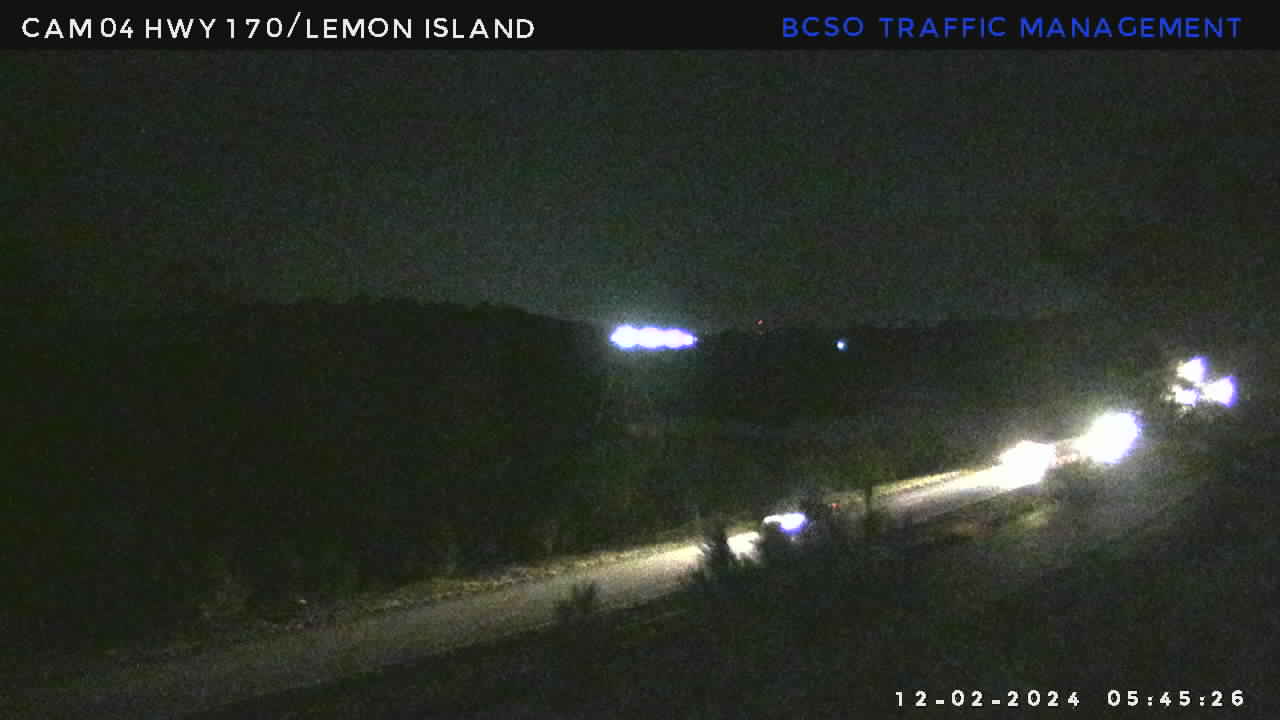 CAM04 HWY 170/LEMON ISLAND
BCSO TRAFFIC MANAGEMENT
12-02-2024 05:45:26